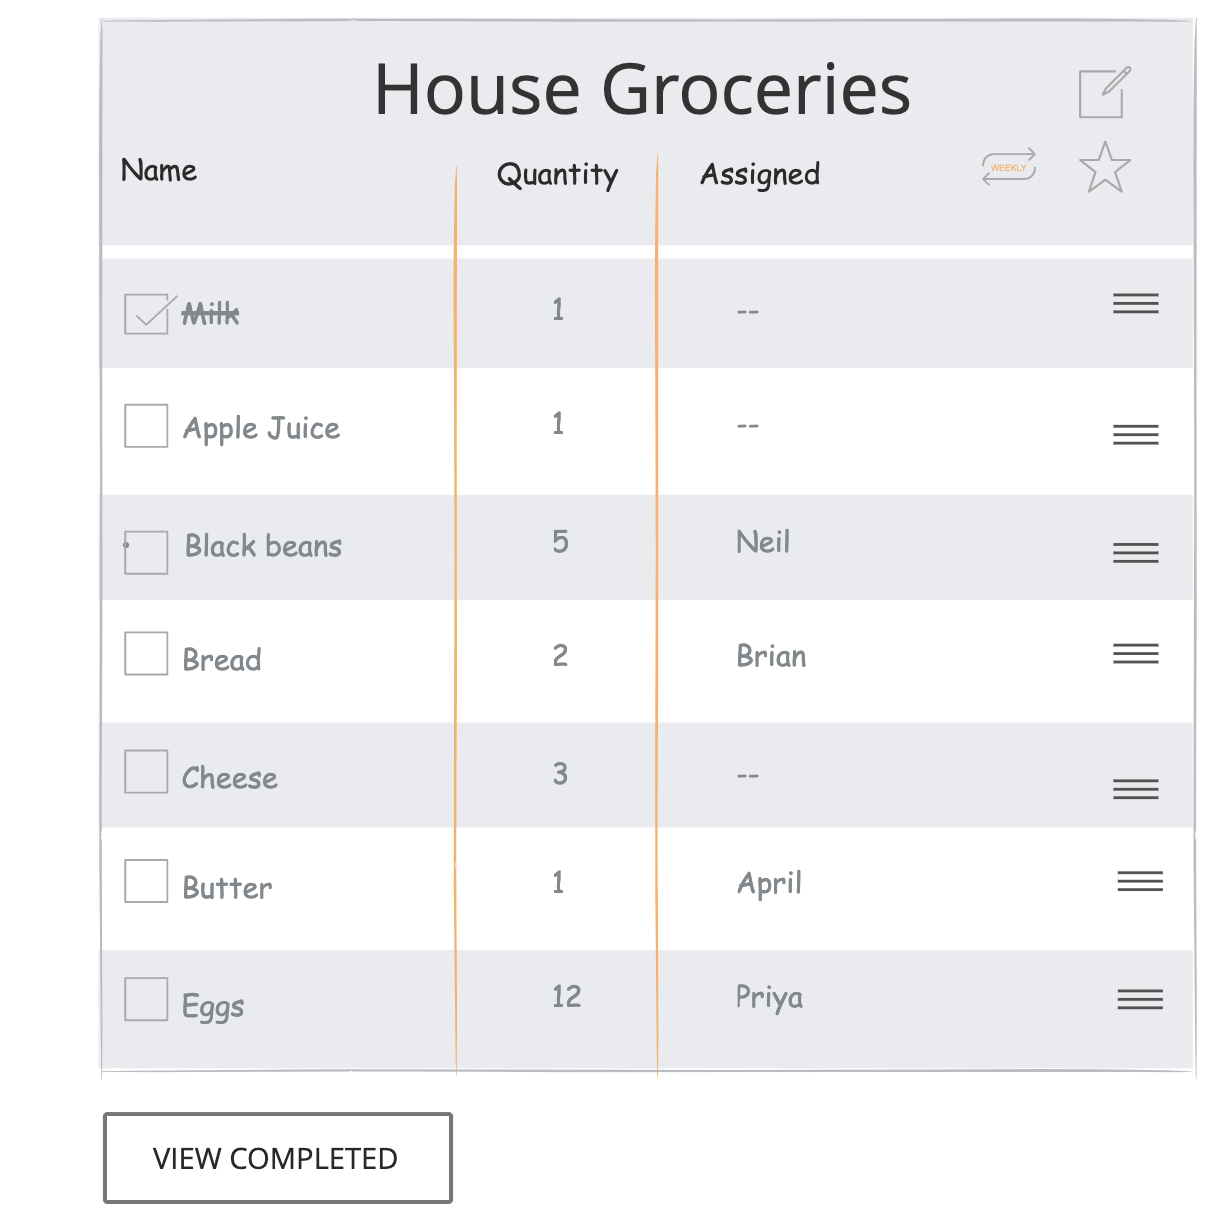 House Groceries
Name Quantity Assigned WEEKLY
Milk 1 --
Apple Juice 1 --
Black beans 5 Neil
Bread 2 Brian
Cheese 3 --
Butter 1 April
Eggs 12 Priya
VIEW COMPLETED